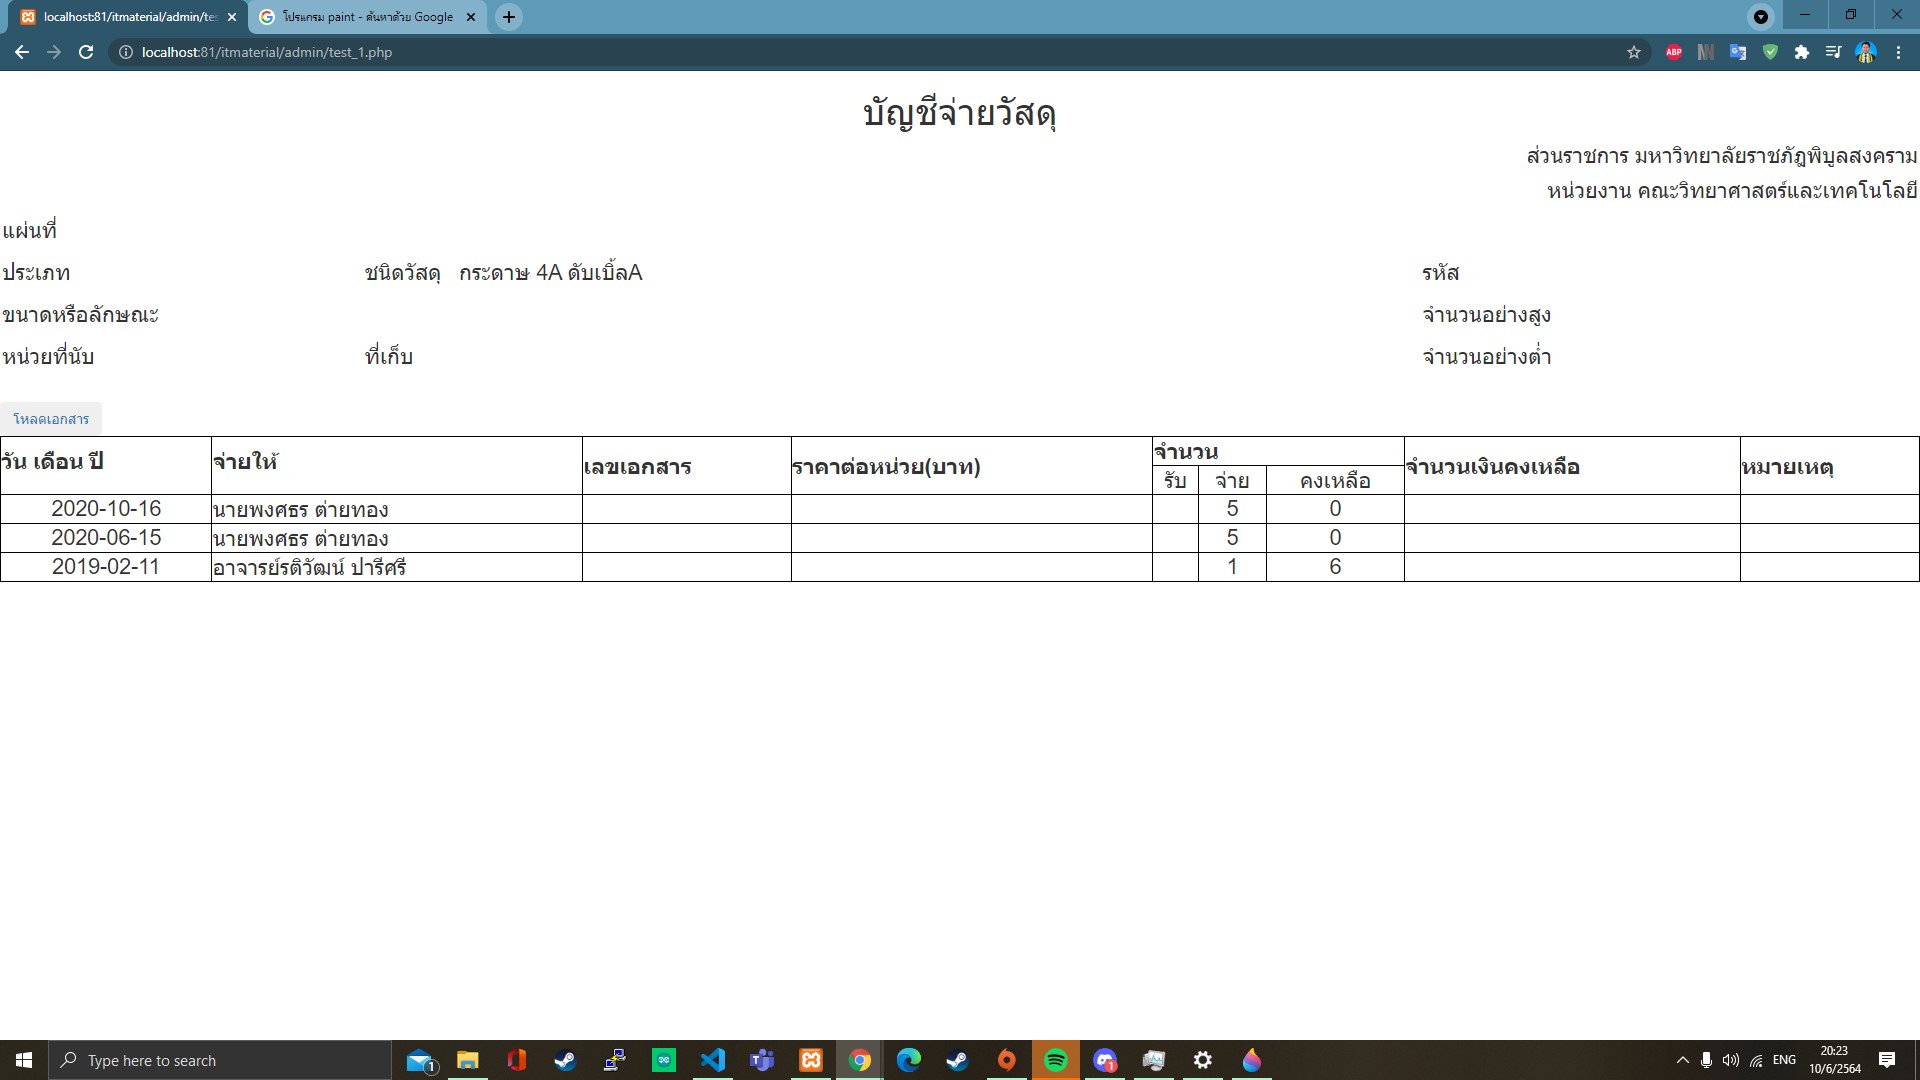 localhost:81/itmaterial/admin/tes
โปรแกรม paint - ค้นหาด้วย Google
localhost:81/itmaterial/admin/test_1.php
ABP
บัญชีจ่ายวัสดุ
ส่วนราชการ มหาวิทยาลัยราชภัฎพิบูลสงคราม
หน่วยงาน คณะวิทยาศาสตร์และเทคโนโลยี
แผ่นที่
ประเภท ชนิดวัสดุ กระดาษ 4A ดับเบิ้ลA รหัส
ขนาดหรือลักษณะ จำนวนอย่างสูง
หน่วยที่นับ ที่เก็บ จำนวนอย่างต่ำ
โหลดเอกสาร
วัน เดือน ปี จ่ายให้ เลขเอกสาร ราคาต่อหน่วย(บาท) จำนวน จำนวนเงินคงเหลือ หมายเหตุ
รับ จ่าย คงเหลือ
2020-10-16 นายพงศธร ต่ายทอง 5 0
2020-06-15 นายพงศธร ต่ายทอง 5 0
2019-02-11 อาจารย์รติวัฒน์ ปารีศรี 1 6
Type here to search
1
1
ENG
20:23
10/6/2564